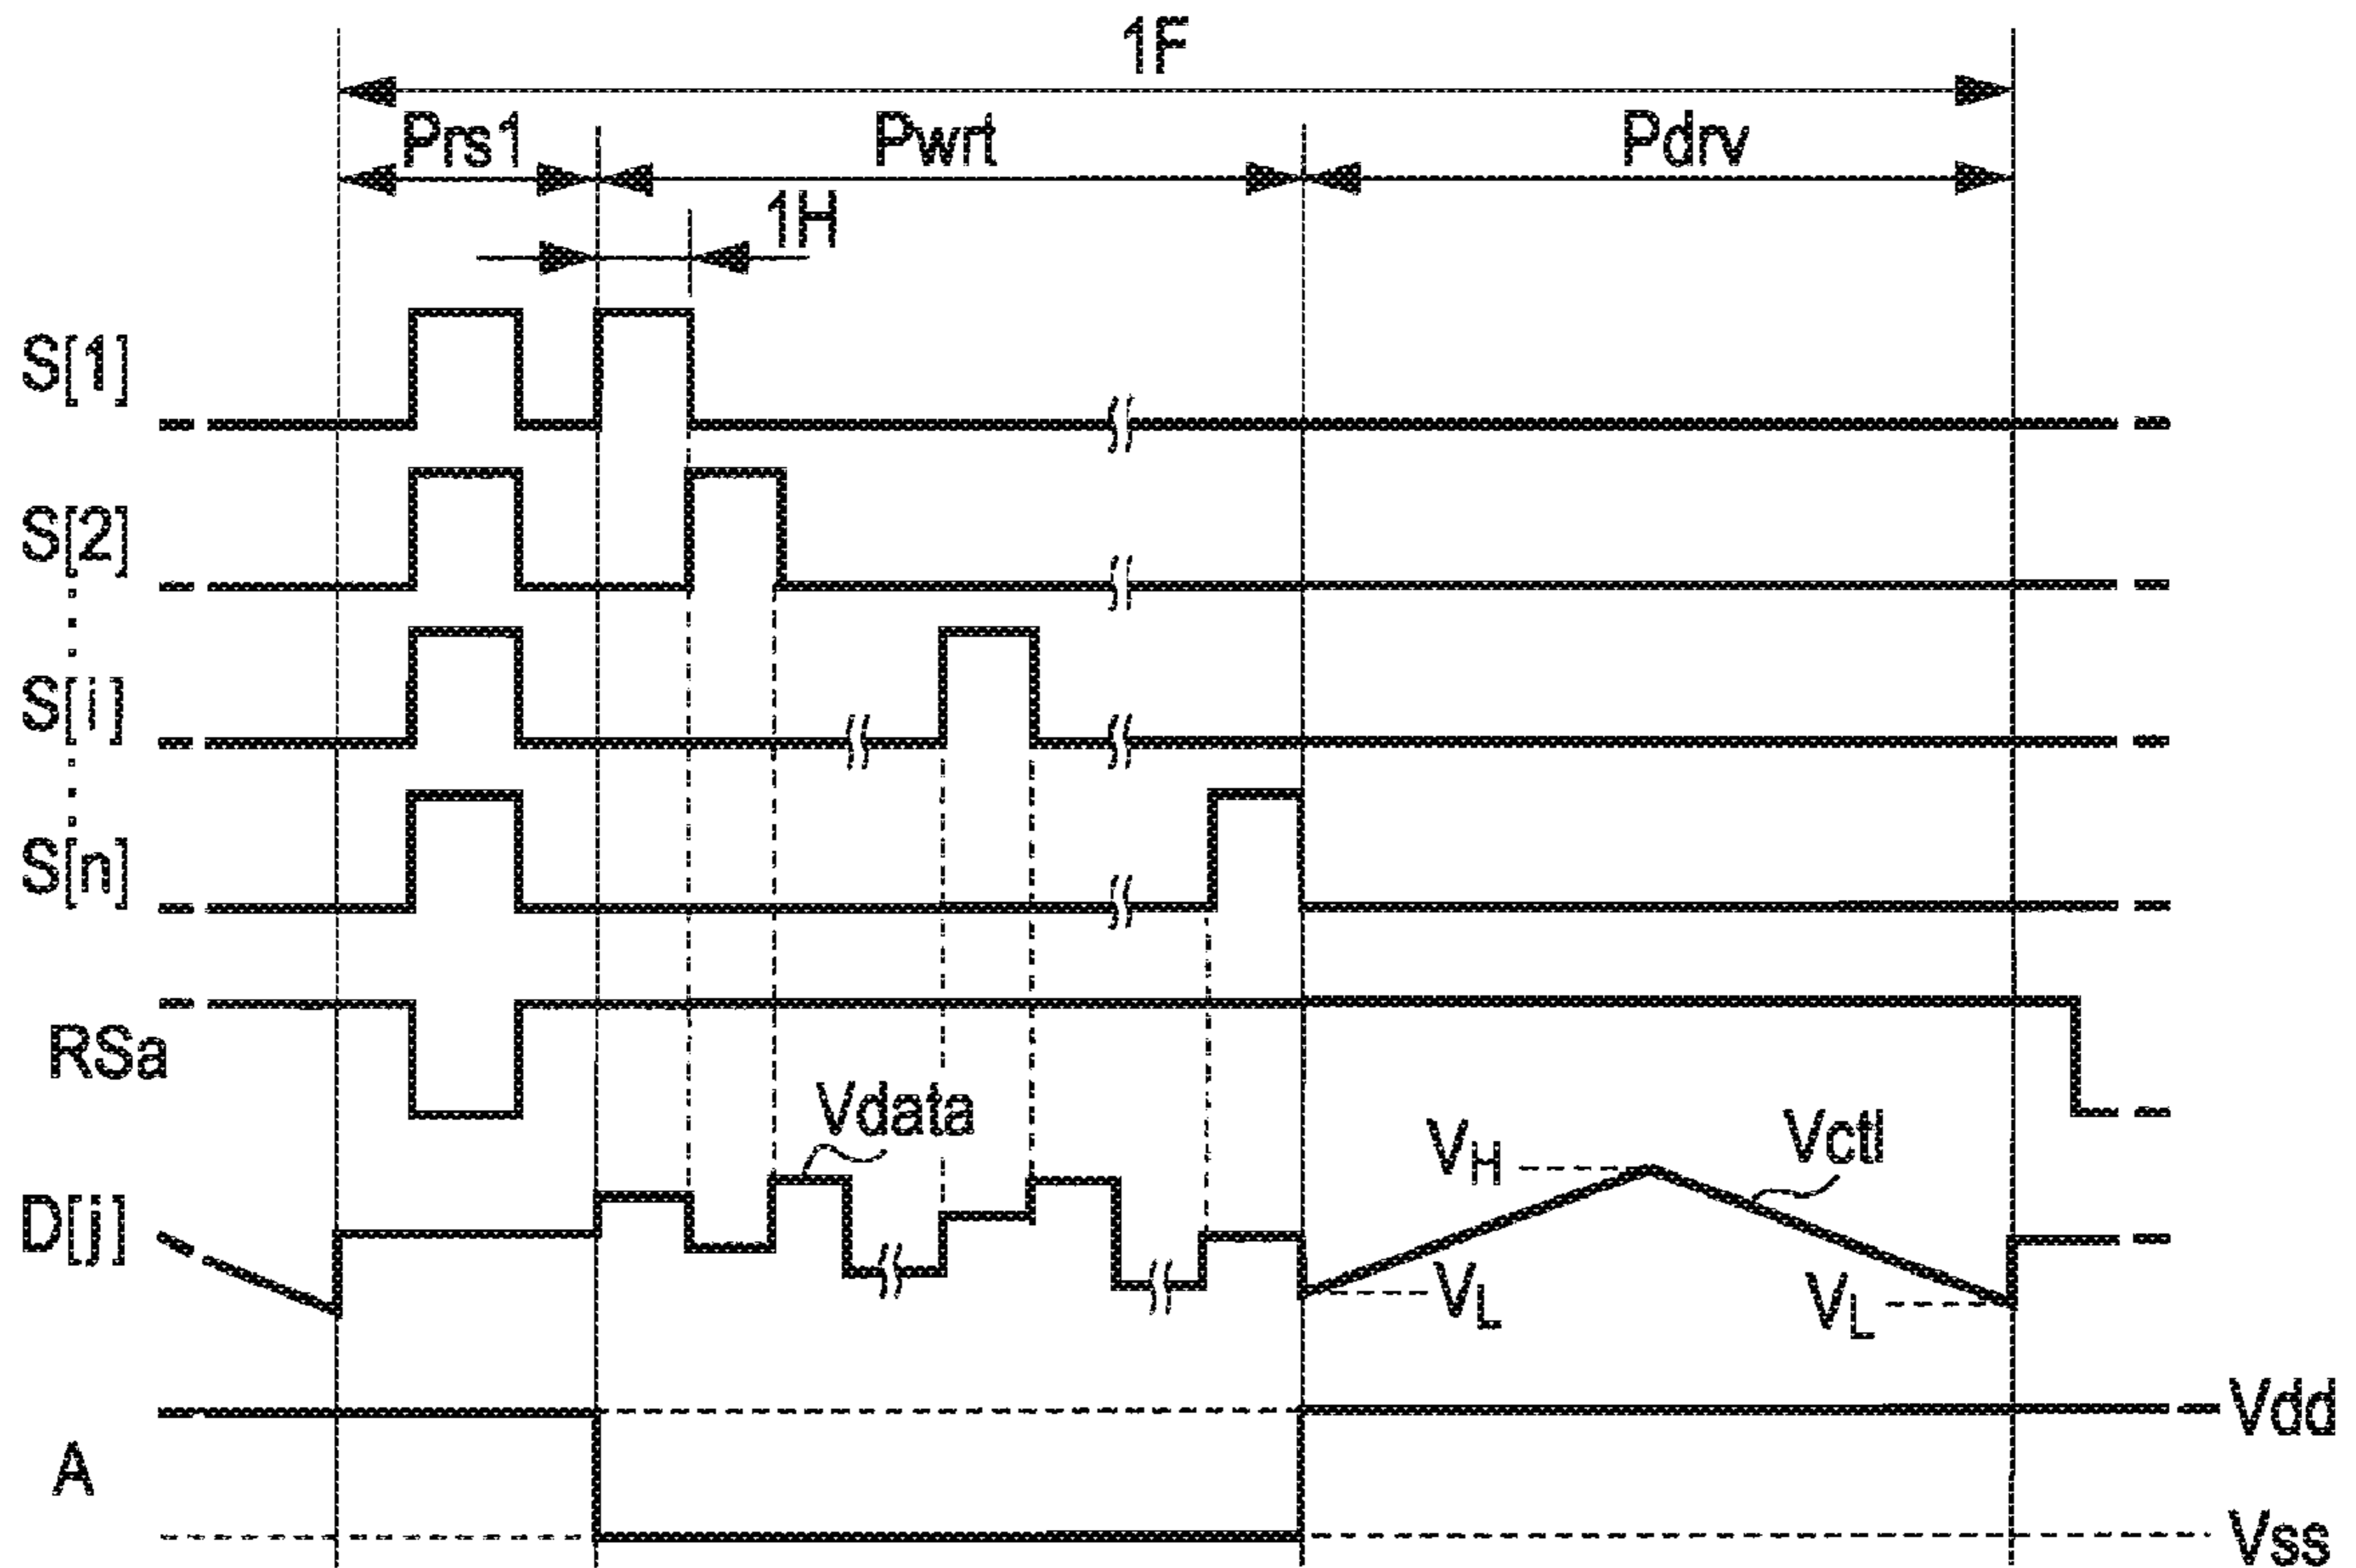 1F
Prs1
Pwrt
Pdrv
1H
S[1]
S[2]
S[i]
S[n]
RSa
Vdata
VH
Vctl
D[j]
VL
VL
Vdd
A
Vss